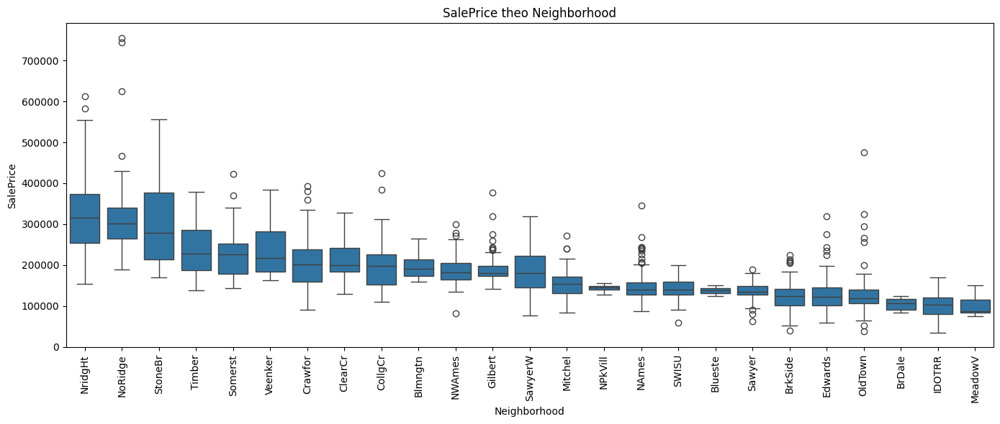 SalePrice theo Neighborhood
SalePrice
700000
600000
500000
400000
300000
200000
100000
0
NridgHt
NoRidge
StoneBr
Timber
Somerst
Veenker
Crawfor
ClearCr
CollgCr
Blmngtn
NWAmes
Gilbert
SawyerW
Mitchel
NPkVill
NAmes
SWISU
Blueste
Sawyer
BrkSide
Edwards
OldTown
BrDale
IDOTRR
MeadowV
Neighborhood